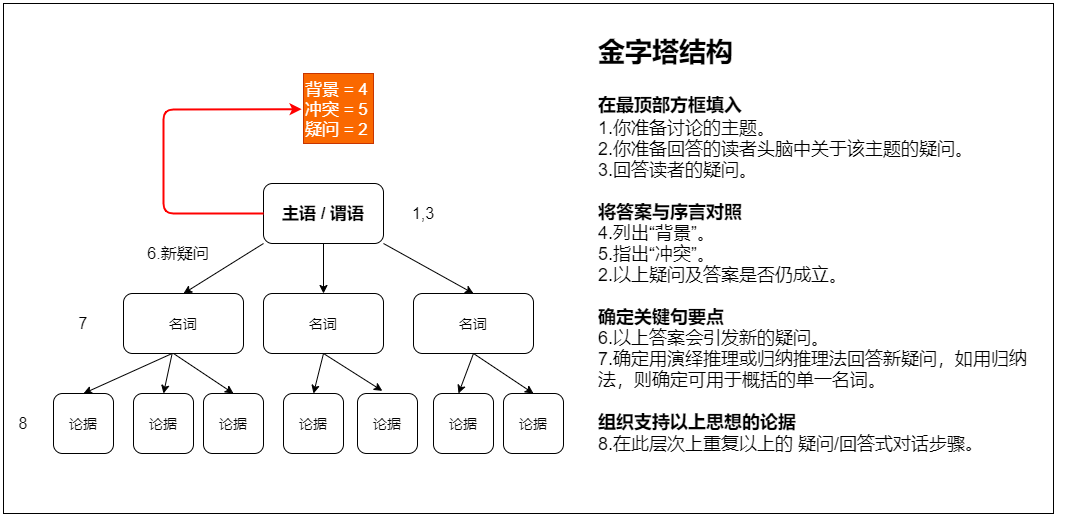 背景 = 4
冲突 = 5
疑问 = 2
主语 / 谓语
1,3
6.新疑问
7
名词
名词
名词
8
论据
论据
论据
论据
论据
论据
论据
金字塔结构
在最顶部方框填入
1.你准备讨论的主题。
2.你准备回答的读者头脑中关于该主题的疑问。
3.回答读者的疑问。
将答案与序言对照
4.列出“背景”。
5.指出“冲突”。
2.以上疑问及答案是否仍成立。
确定关键句要点
6.以上答案会引发新的疑问。
7.确定用演绎推理或归纳推理法回答新疑问，如用归纳
法，则确定可用于概括的单一名词。
组织支持以上思想的论据
8.在此层次上重复以上的 疑问/回答式对话步骤。